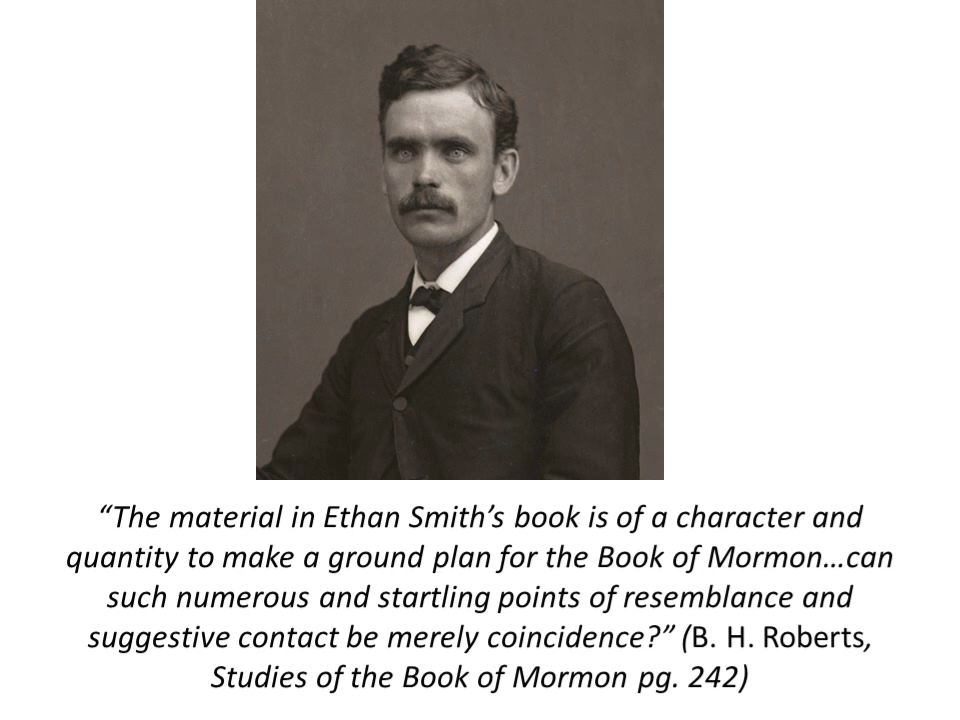 “The material in Ethan Smith’s book is of a character and
quantity to make a ground plan for the Book of Mormon…can
such numerous and startling points of resemblance and
suggestive contact be merely coincidence?” (B. H. Roberts,
Studies of the Book of Mormon pg. 242)